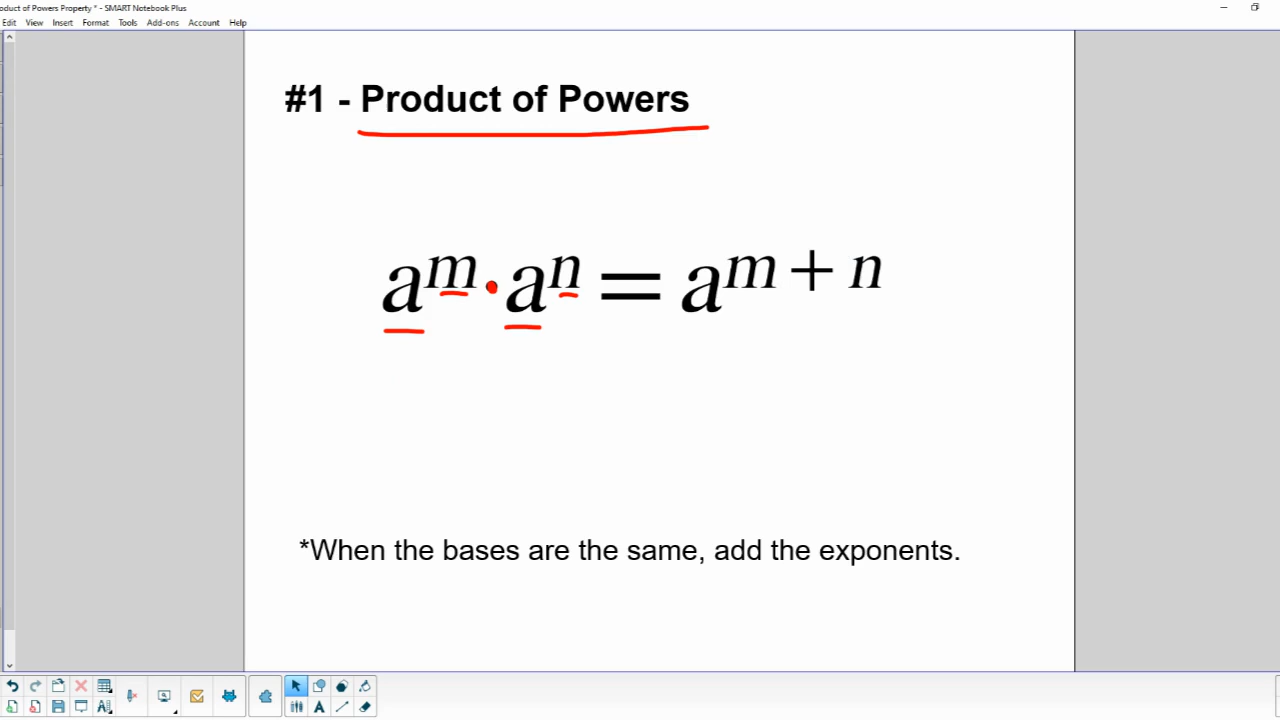 oduct of Powers Property * - SMART Notebook Plus
Edit View Insert Format Tools Add-ons Account Help
#1 - Product of Powers
a^m · a^n = a^{m + n}
*When the bases are the same, add the exponents.